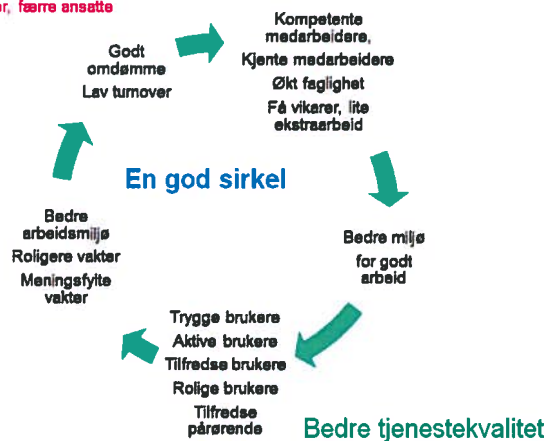 færre ansatte
Kompetente
medarbeidere,
Kjente medarbeidere
Økt faglighet
Få vikarer, lite
ekstraarbeid
Godt
omdømme
Lav turnover
En god sirkel
Bedre miljø
for godt
arbeid
Bedre
arbeidsmiljø
Roligere vakter
Meningsfylte
vakter
Trygge brukere
Aktive brukere
Tilfredse brukere
Rolige brukere
Tilfredse
pårørende
Bedre tjenestekvalitet